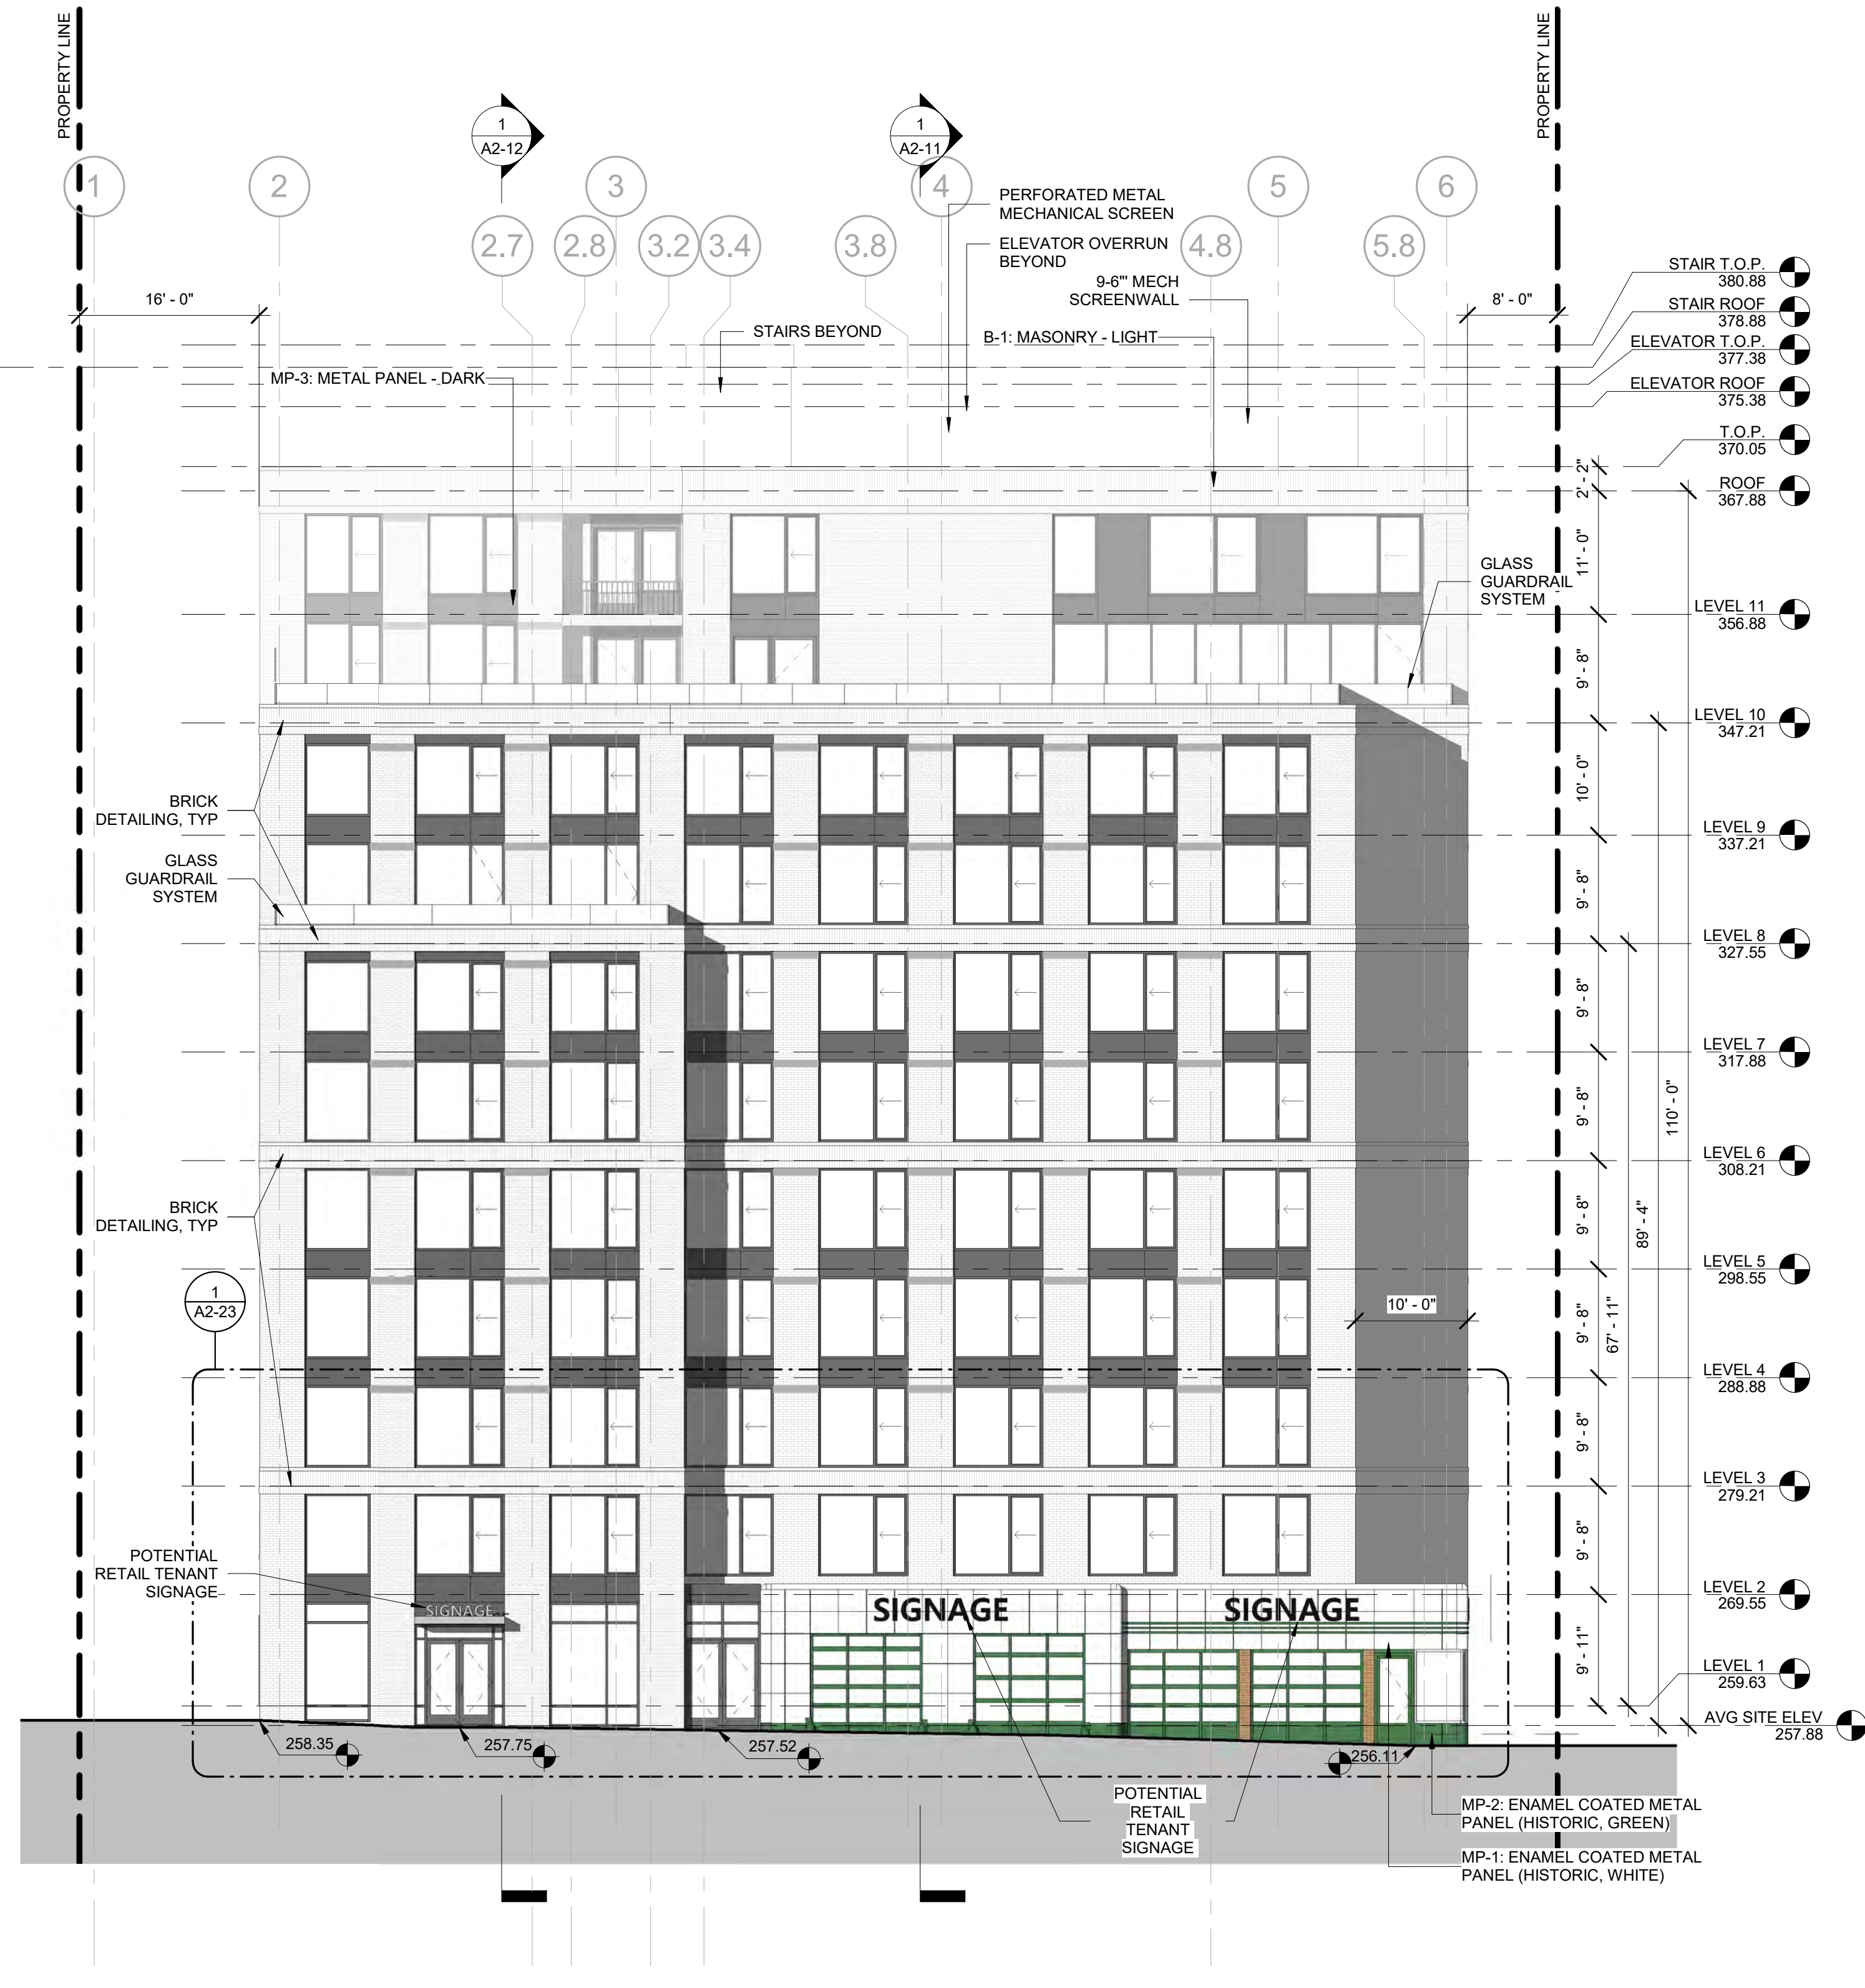 PROPERTY LINE
PROPERTY LINE
1
A2-12
1
A2-11
1
2
3
4
5
6
2.7
2.8
3.2
3.4
3.8
4.8
5.8
PERFORATED METAL
MECHANICAL SCREEN
ELEVATOR OVERRUN
BEYOND
9-6"' MECH
SCREENWALL
16' - 0"
8' - 0"
STAIRS BEYOND
B-1: MASONRY - LIGHT
MP-3: METAL PANEL - DARK
STAIR T.O.P.
380.88
STAIR ROOF
378.88
ELEVATOR T.O.P.
377.38
ELEVATOR ROOF
375.38
T.O.P.
370.05
2' - 2"
ROOF
367.88
11' - 0"
GLASS
GUARDRAIL
SYSTEM
LEVEL 11
356.88
9' - 8"
LEVEL 10
347.21
10' - 0"
BRICK
DETAILING, TYP
LEVEL 9
337.21
GLASS
GUARDRAIL
SYSTEM
9' - 8"
LEVEL 8
327.55
9' - 8"
LEVEL 7
317.88
9' - 8"
110' - 0"
LEVEL 6
308.21
BRICK
DETAILING, TYP
9' - 8"
89' - 4"
LEVEL 5
298.55
1
A2-23
10' - 0"
9' - 8"
67' - 11"
LEVEL 4
288.88
9' - 8"
LEVEL 3
279.21
9' - 8"
POTENTIAL
RETAIL TENANT
SIGNAGE
LEVEL 2
269.55
SIGNAGE
SIGNAGE
SIGNAGE
9' - 11"
LEVEL 1
259.63
AVG SITE ELEV
257.88
258.35
257.75
257.52
256.11
POTENTIAL
RETAIL
TENANT
SIGNAGE
MP-2: ENAMEL COATED METAL
PANEL (HISTORIC, GREEN)
MP-1: ENAMEL COATED METAL
PANEL (HISTORIC, WHITE)